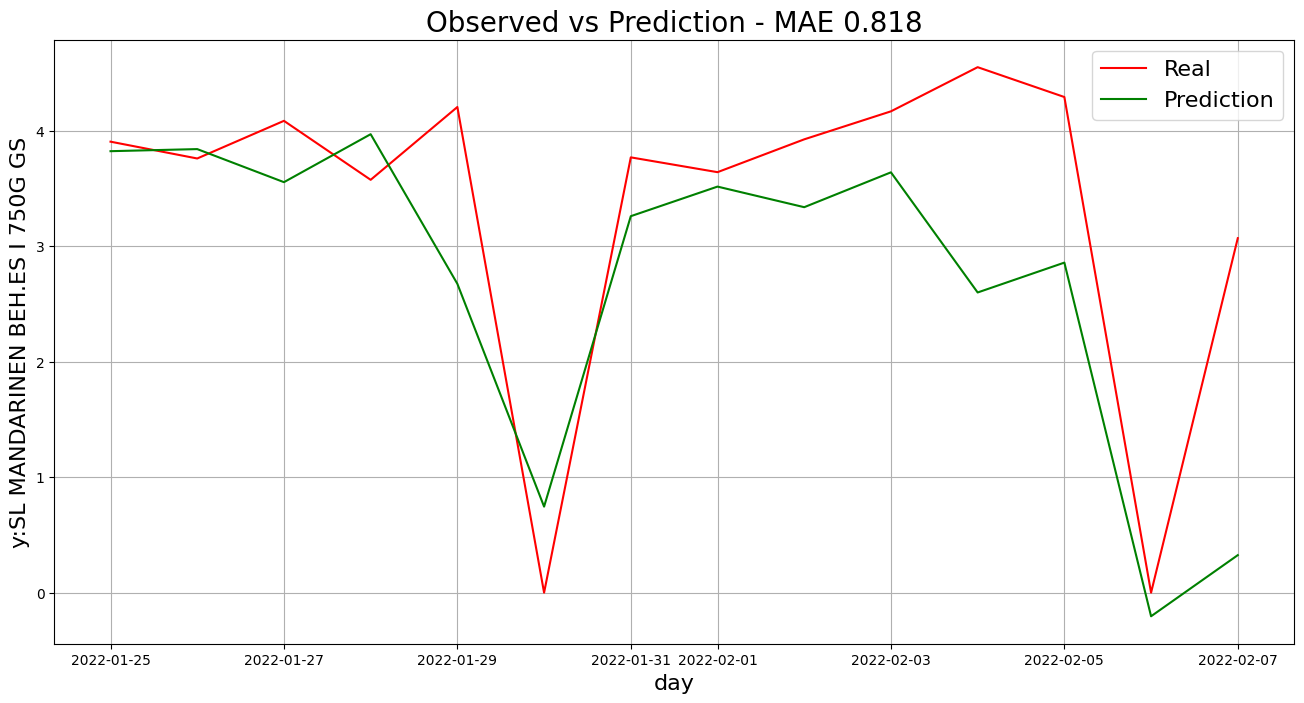 Observed vs Prediction - MAE 0.818
Real
Prediction
y:SL MANDARINEN BEH.ES I 750G GS
4
3
2
1
0
2022-01-25 2022-01-27 2022-01-29 2022-01-31 2022-02-01 2022-02-03 2022-02-05 2022-02-07
day